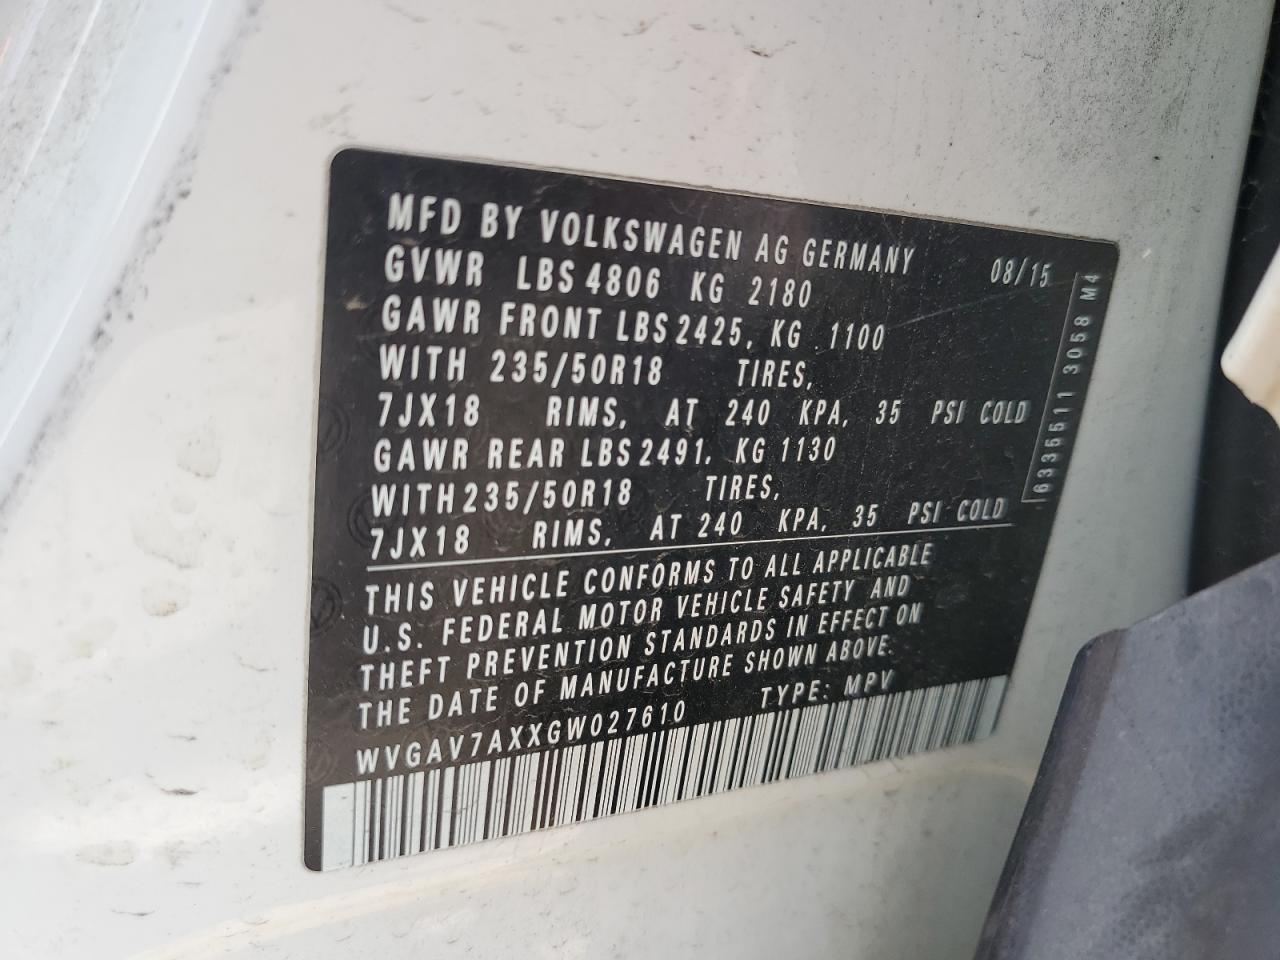 MFD BY VOLKSWAGEN AG GERMANY 08/15
GVWR LBS 4806 KG 2180
GAWR FRONT LBS 2425, KG 1100
WITH 235/50R18 TIRES,
7JX18 RIMS, AT 240 KPA, 35 PSI COLD
GAWR REAR LBS 2491, KG 1130
WITH 235/50R18 TIRES,
7JX18 RIMS, AT 240 KPA, 35 PSI COLD
THIS VEHICLE CONFORMS TO ALL APPLICABLE
U.S. FEDERAL MOTOR VEHICLE SAFETY AND
THEFT PREVENTION STANDARDS IN EFFECT ON
THE DATE OF MANUFACTURE SHOWN ABOVE.
WVGAV7AXXGW027610 TYPE: MPV
6335511 3058 M4